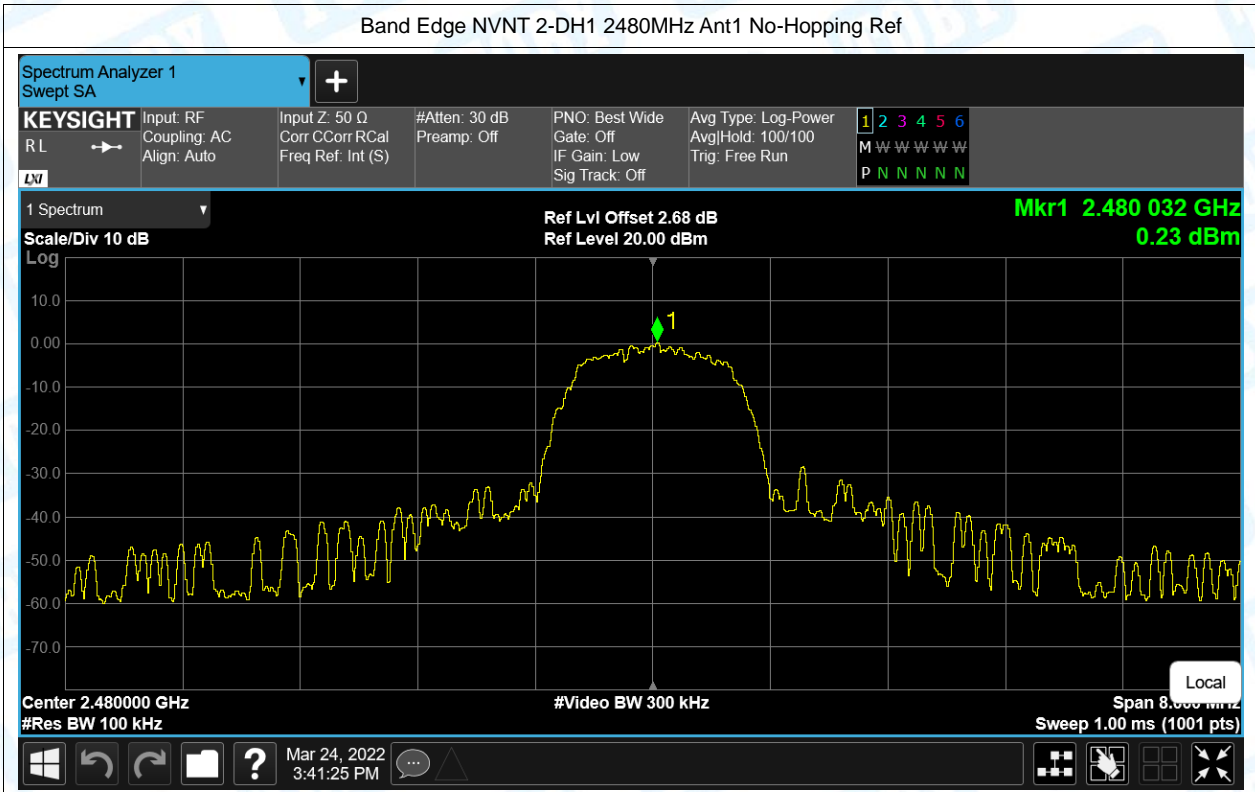 Band Edge NVNT 2-DH1 2480MHz Ant1 No-Hopping Ref
Spectrum Analyzer 1
Swept SA
KEYSIGHT
RL
LXI
Input: RF
Coupling: AC
Align: Auto
Input Z: 50 Ω
Corr CCorr RCal
Freq Ref: Int (S)
#Atten: 30 dB
Preamp: Off
PNO: Best Wide
Gate: Off
IF Gain: Low
Sig Track: Off
Avg Type: Log-Power
Avg|Hold: 100/100
Trig: Free Run
1 2 3 4 5 6
M W W W W W W
P N N N N N
1 Spectrum
Scale/Div 10 dB
Ref Lvl Offset 2.68 dB
Ref Level 20.00 dBm
Mkr1 2.480 032 GHz
0.23 dBm
Log
10.0
0.00
-10.0
-20.0
-30.0
-40.0
-50.0
-60.0
-70.0
1
Local
Center 2.480000 GHz
#Video BW 300 kHz
Span 8.000 MHz
#Res BW 100 kHz
Sweep 1.00 ms (1001 pts)
Mar 24, 2022
3:41:25 PM